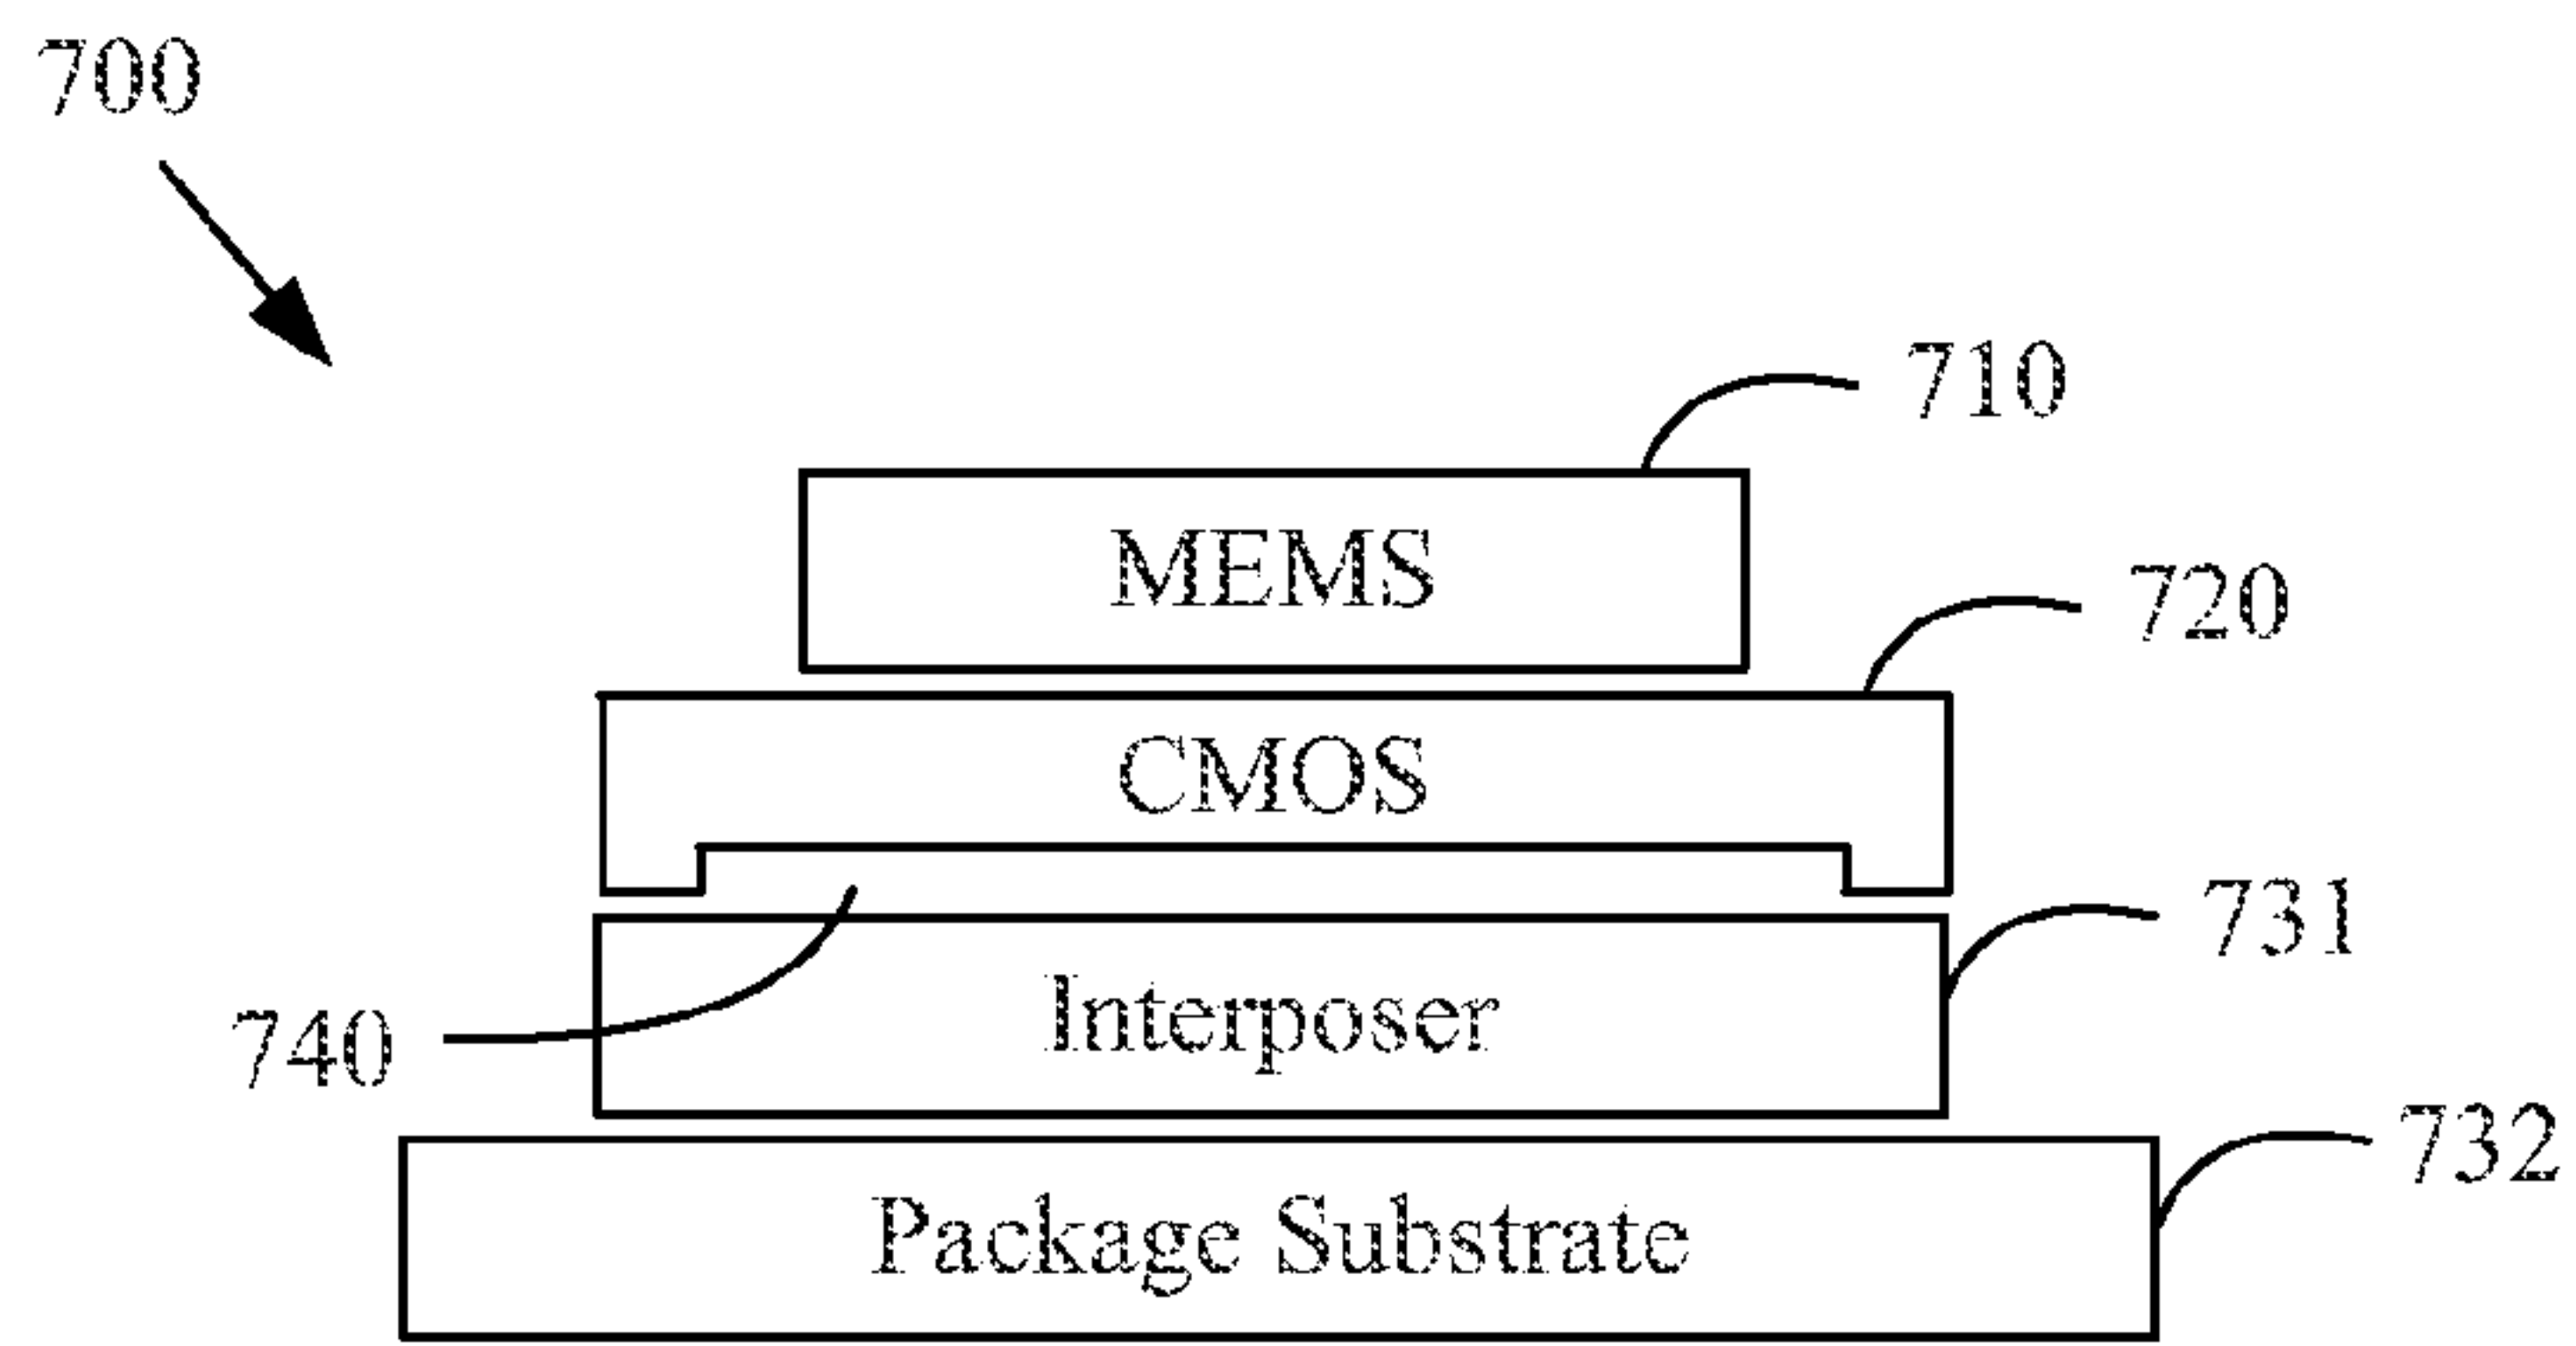 700
710
MEMS
720
CMOS
731
Interposer
740
732
Package Substrate